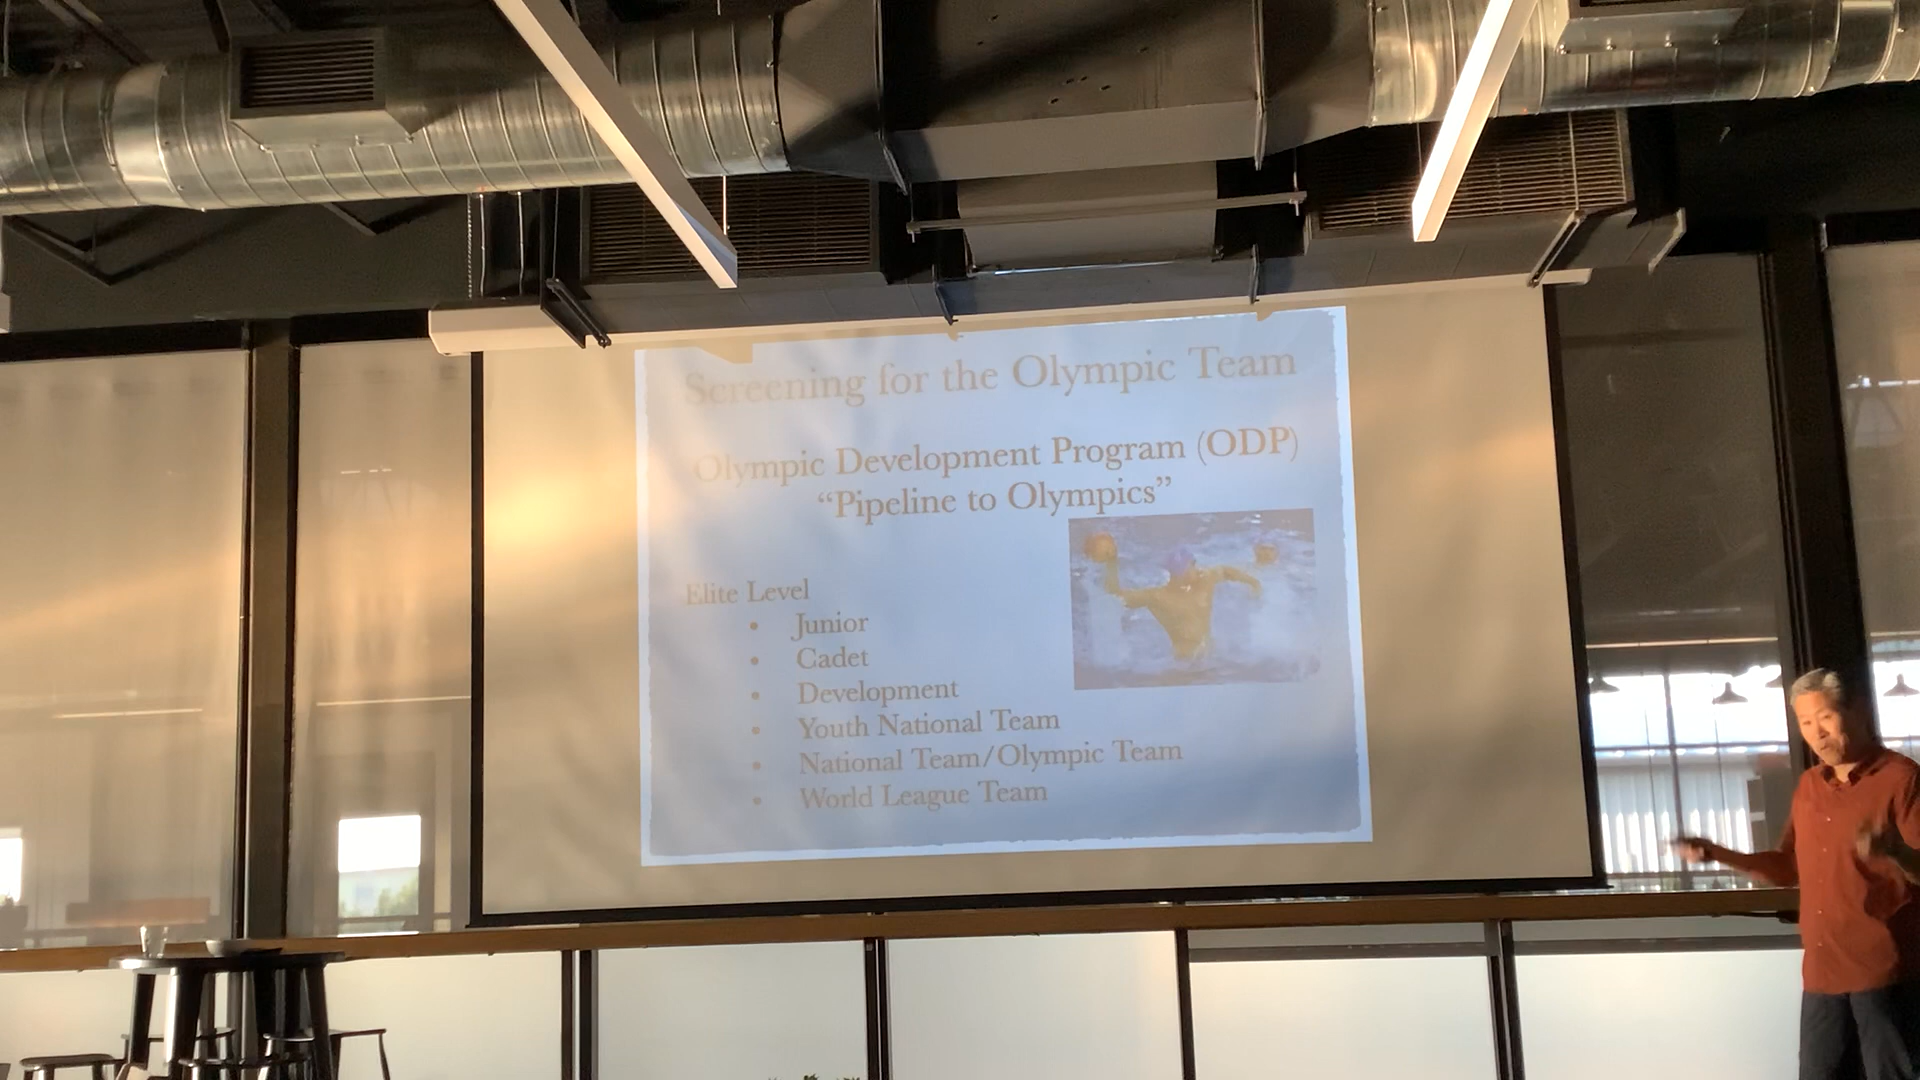 Screening for the Olympic Team
Olympic Development Program (ODP)
“Pipeline to Olympics”
Elite Level
• Junior
• Cadet
• Development
• Youth National Team
• National Team/Olympic Team
• World League Team